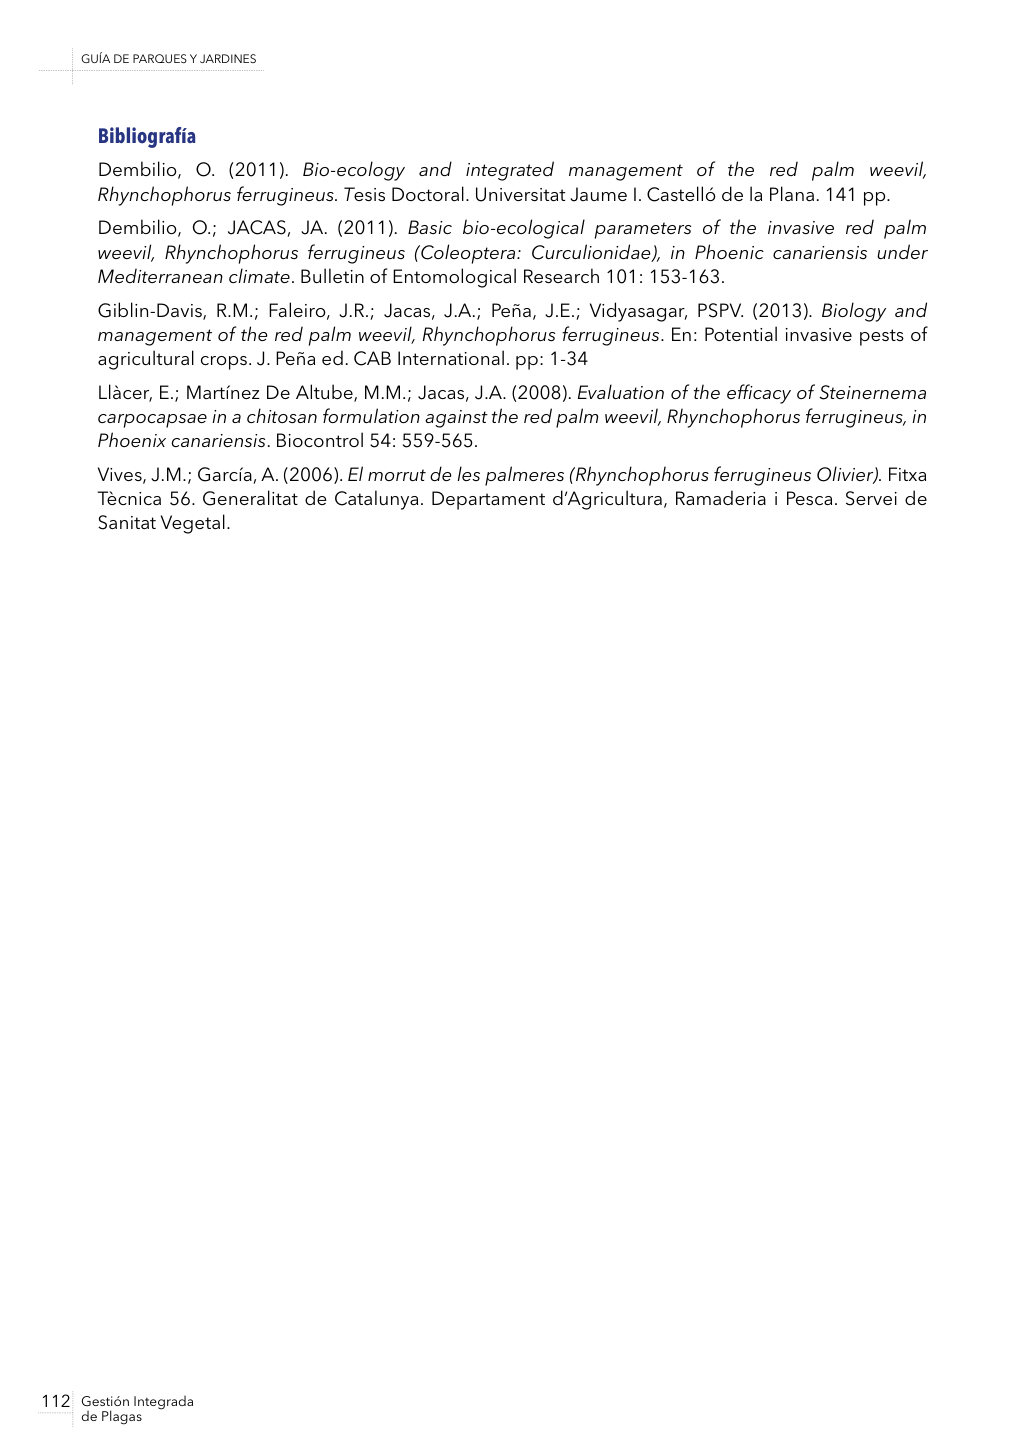 GUÍA DE PARQUES Y JARDINES
Bibliografía
Dembilio, O. (2011). Bio-ecology and integrated management of the red palm weevil,
Rhynchophorus ferrugineus. Tesis Doctoral. Universitat Jaume I. Castelló de la Plana. 141 pp.
Dembilio, O.; JACAS, JA. (2011). Basic bio-ecological parameters of the invasive red palm
weevil, Rhynchophorus ferrugineus (Coleoptera: Curculionidae), in Phoenic canariensis under
Mediterranean climate. Bulletin of Entomological Research 101: 153-163.
Giblin-Davis, R.M.; Faleiro, J.R.; Jacas, J.A.; Peña, J.E.; Vidyasagar, PSPV. (2013). Biology and
management of the red palm weevil, Rhynchophorus ferrugineus. En: Potential invasive pests of
agricultural crops. J. Peña ed. CAB International. pp: 1-34
Llàcer, E.; Martínez De Altube, M.M.; Jacas, J.A. (2008). Evaluation of the efficacy of Steinernema
carpocapsae in a chitosan formulation against the red palm weevil, Rhynchophorus ferrugineus, in
Phoenix canariensis. Biocontrol 54: 559-565.
Vives, J.M.; García, A. (2006). El morrut de les palmeres (Rhynchophorus ferrugineus Olivier). Fitxa
Tècnica 56. Generalitat de Catalunya. Departament d’Agricultura, Ramaderia i Pesca. Servei de
Sanitat Vegetal.
112 Gestión Integrada
de Plagas